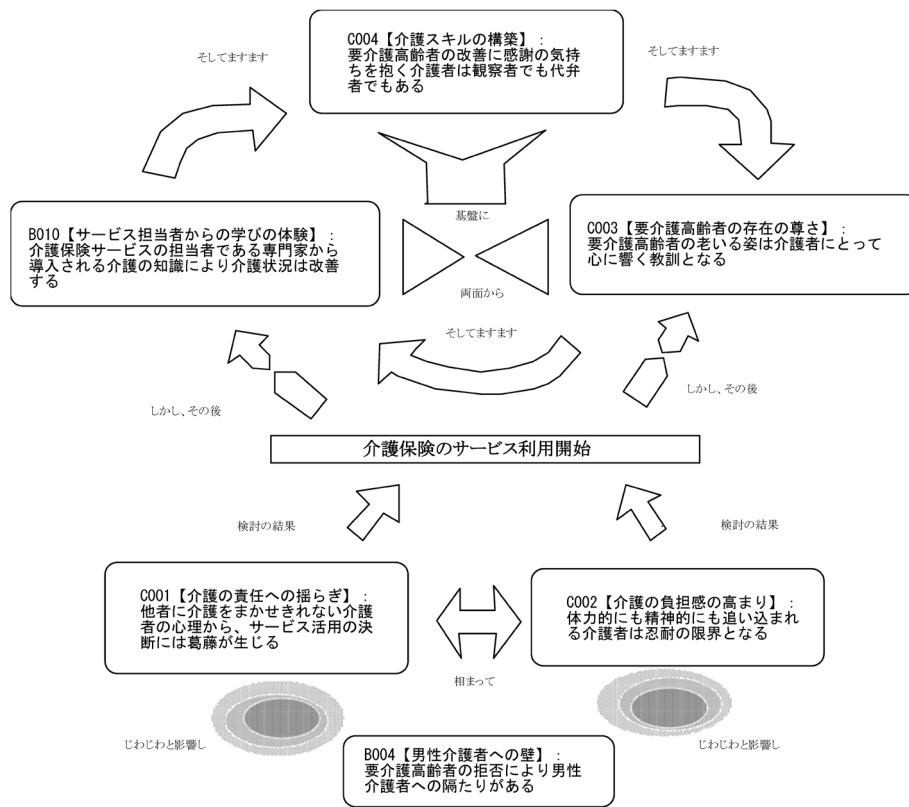 C004【介護スキルの構築】：
要介護高齢者の改善に感謝の気持
ちを抱く介護者は観察者でも代弁
者でもある
そしてますます
そしてますます
B010【サービス担当者からの学びの体験】：
介護保険サービスの担当者である専門家から
導入される介護の知識により介護状況は改善
する
基盤に
両面から
C003【要介護高齢者の存在の尊さ】：
要介護高齢者の老いる姿は介護者にとって
心に響く教訓となる
そしてますます
しかし、その後
しかし、その後
介護保険のサービス利用開始
検討の結果
検討の結果
C001【介護の責任への揺らぎ】：
他者に介護をまかせきれない介護
者の心理から、サービス活用の決
断には葛藤が生じる
相まって
C002【介護の負担感の高まり】：
体力的にも精神的にも追い込まれ
る介護者は忍耐の限界となる
じわじわと影響し
じわじわと影響し
B004【男性介護者への壁】：
要介護高齢者の拒否により男性
介護者への隔たりがある